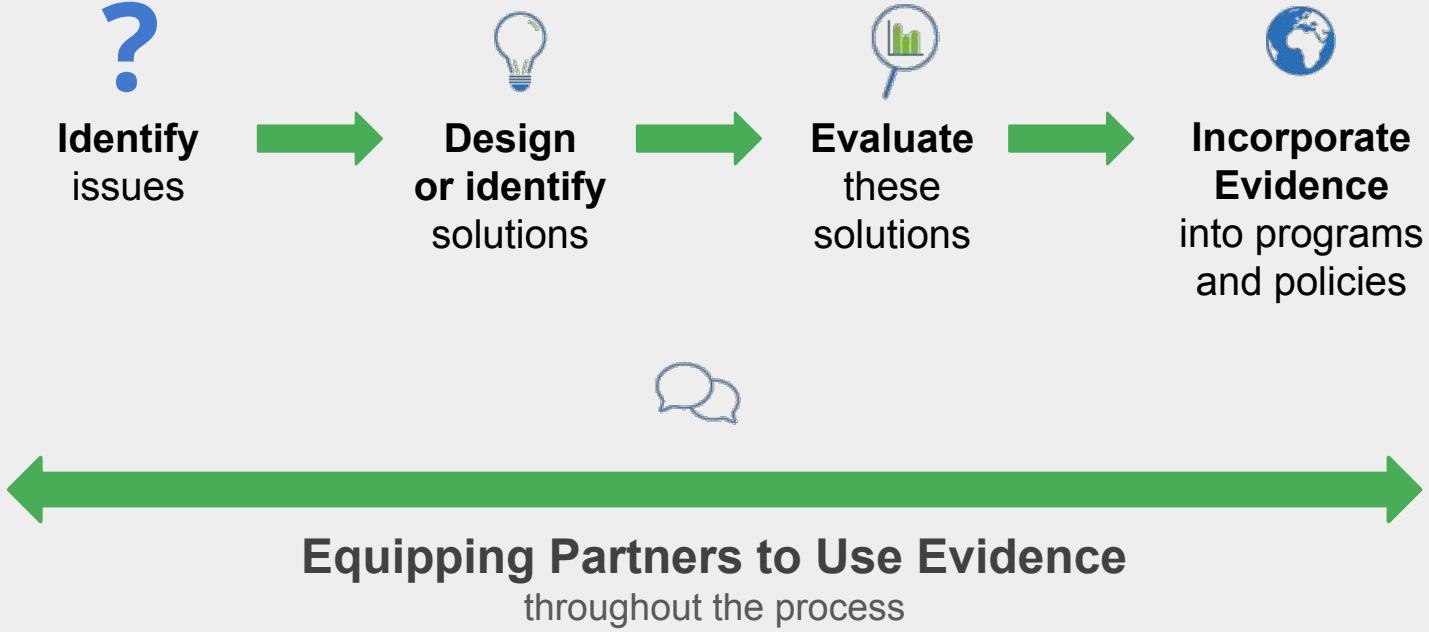 ?
Identify
issues
Design
or identify
solutions
Evaluate
these
solutions
Incorporate
Evidence
into programs
and policies
Equipping Partners to Use Evidence
throughout the process